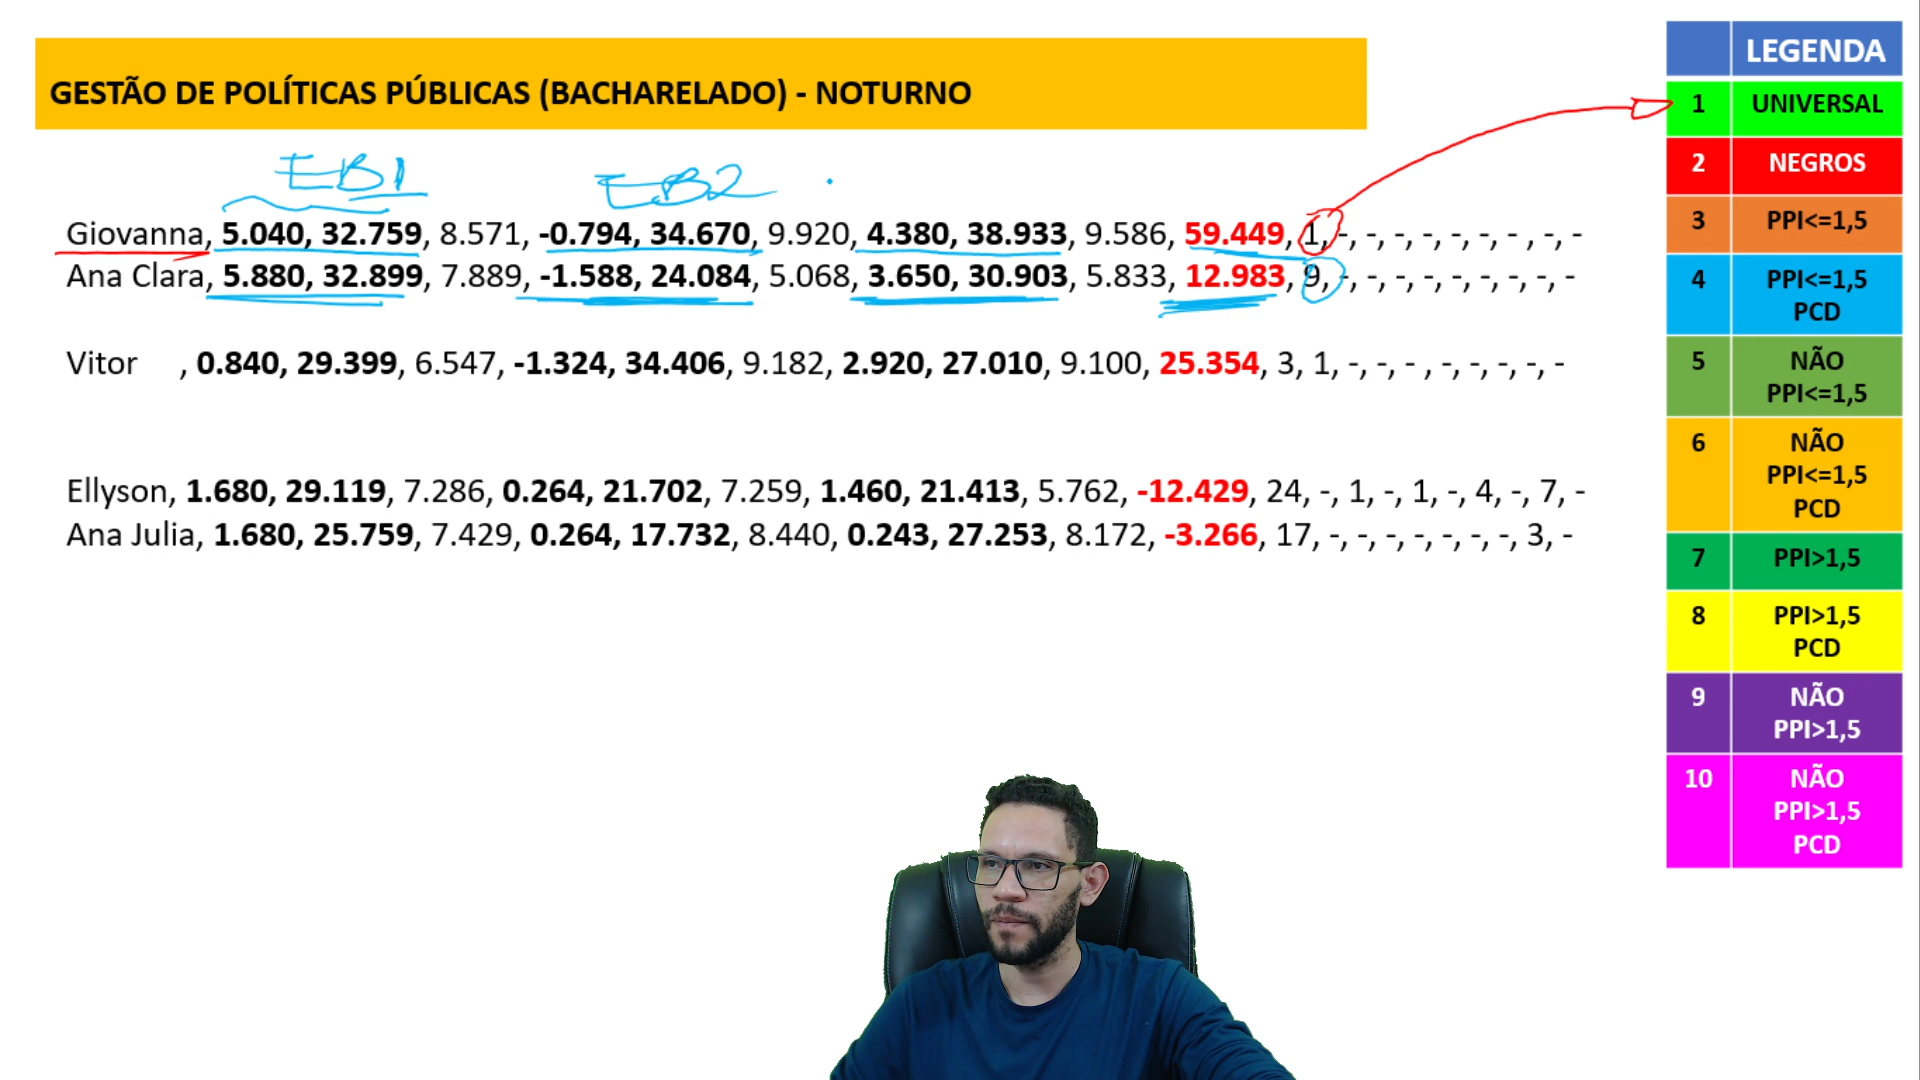 GESTÃO DE POLÍTICAS PÚBLICAS (BACHARELADO) - NOTURNO
EB1 EB2
Giovanna, 5.040, 32.759, 8.571, -0.794, 34.670, 9.920, 4.380, 38.933, 9.586, 59.449, 1, -, -, -, -, -, -, - , -, -
Ana Clara, 5.880, 32.899, 7.889, -1.588, 24.084, 5.068, 3.650, 30.903, 5.833, 12.983, 9, -, -, -, -, -, -, -, -, -
Vitor , 0.840, 29.399, 6.547, -1.324, 34.406, 9.182, 2.920, 27.010, 9.100, 25.354, 3, 1, -, -, - , -, -, -, -, -
Ellyson, 1.680, 29.119, 7.286, 0.264, 21.702, 7.259, 1.460, 21.413, 5.762, -12.429, 24, -, 1, -, 1, -, 4, -, 7, -
Ana Julia, 1.680, 25.759, 7.429, 0.264, 17.732, 8.440, 0.243, 27.253, 8.172, -3.266, 17, -, -, -, -, -, -, -, 3, -
LEGENDA
1 UNIVERSAL
2 NEGROS
3 PPI<=1,5
4 PPI<=1,5
PCD
5 NÃO
PPI<=1,5
6 NÃO
PPI<=1,5
PCD
7 PPI>1,5
8 PPI>1,5
PCD
9 NÃO
PPI>1,5
10 NÃO
PPI>1,5
PCD